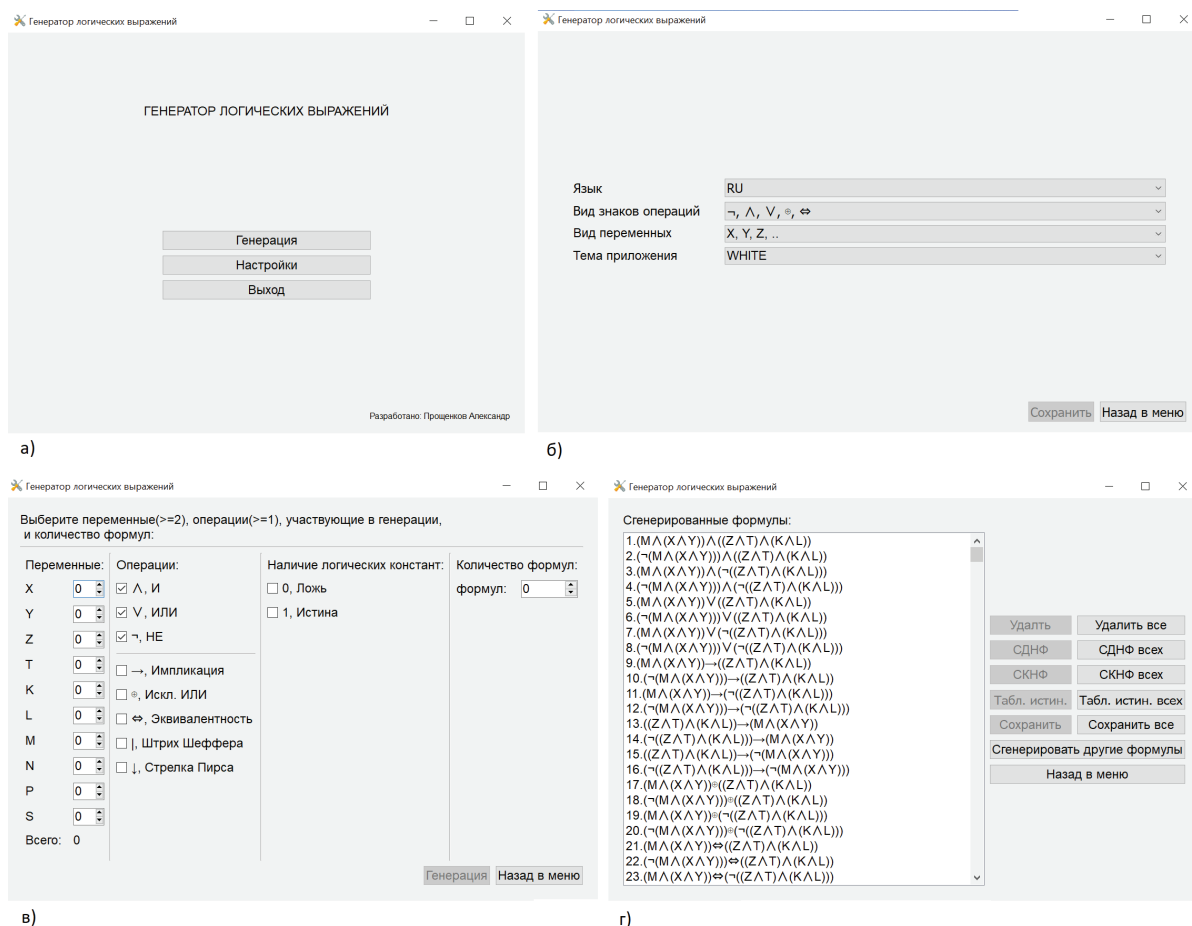 Генератор логических выражений
ГЕНЕРАТОР ЛОГИЧЕСКИХ ВЫРАЖЕНИЙ
Генерация
Настройки
Выход
Разработано: Прощенков Александр
а)
Генератор логических выражений
Язык RU
Вид знаков операций ¬, ⋀, ⋁, ⊕, ⇔
Вид переменных X, Y, Z, ..
Тема приложения WHITE
Сохранить Назад в меню
б)
Генератор логических выражений
Выберите переменные(>=2), операции(>=1), участвующие в генерации,
и количество формул:
Переменные: Операции: Наличие логических констант: Количество формул:
X 0 ⋀, И 0, Ложь формул: 0
Y 0 ⋁, ИЛИ 1, Истина
Z 0 ¬, НЕ
T 0 →, Импликация
K 0 ⊕, Искл. ИЛИ
L 0 ⇔, Эквивалентность
M 0 |, Штрих Шеффера
N 0 ↓, Стрелка Пирса
P 0
S 0
Всего: 0
Генерация Назад в меню
в)
Генератор логических выражений
Сгенерированные формулы:
1.(M⋀(X⋀Y))⋀((Z⋀T)⋀(K⋀L))
2.(¬(M⋀(X⋀Y)))⋀((Z⋀T)⋀(K⋀L))
3.(M⋀(X⋀Y))⋀(¬((Z⋀T)⋀(K⋀L)))
4.(¬(M⋀(X⋀Y)))⋀(¬((Z⋀T)⋀(K⋀L)))
5.(M⋀(X⋀Y))⋁((Z⋀T)⋀(K⋀L))
6.(¬(M⋀(X⋀Y)))⋁((Z⋀T)⋀(K⋀L))
7.(M⋀(X⋀Y))⋁(¬((Z⋀T)⋀(K⋀L)))
8.(¬(M⋀(X⋀Y)))⋁(¬((Z⋀T)⋀(K⋀L)))
9.(M⋀(X⋀Y))→((Z⋀T)⋀(K⋀L))
10.(¬(M⋀(X⋀Y)))→((Z⋀T)⋀(K⋀L))
11.(M⋀(X⋀Y))→(¬((Z⋀T)⋀(K⋀L)))
12.(¬(M⋀(X⋀Y)))→(¬((Z⋀T)⋀(K⋀L)))
13.((Z⋀T)⋀(K⋀L))→(M⋀(X⋀Y))
14.(¬((Z⋀T)⋀(K⋀L)))→(M⋀(X⋀Y))
15.((Z⋀T)⋀(K⋀L))→(¬(M⋀(X⋀Y)))
16.(¬((Z⋀T)⋀(K⋀L)))→(¬(M⋀(X⋀Y)))
17.(M⋀(X⋀Y))⊕((Z⋀T)⋀(K⋀L))
18.(¬(M⋀(X⋀Y)))⊕((Z⋀T)⋀(K⋀L))
19.(M⋀(X⋀Y))⊕(¬((Z⋀T)⋀(K⋀L)))
20.(¬(M⋀(X⋀Y)))⊕(¬((Z⋀T)⋀(K⋀L)))
21.(M⋀(X⋀Y))⇔((Z⋀T)⋀(K⋀L))
22.(¬(M⋀(X⋀Y)))⇔((Z⋀T)⋀(K⋀L))
23.(M⋀(X⋀Y))⇔(¬((Z⋀T)⋀(K⋀L)))
Удалть Удалить все
СДНФ СДНФ всех
СКНФ СКНФ всех
Табл. истин. Табл. истин. всех
Сохранить Сохранить все
Сгенерировать другие формулы
Назад в меню
г)